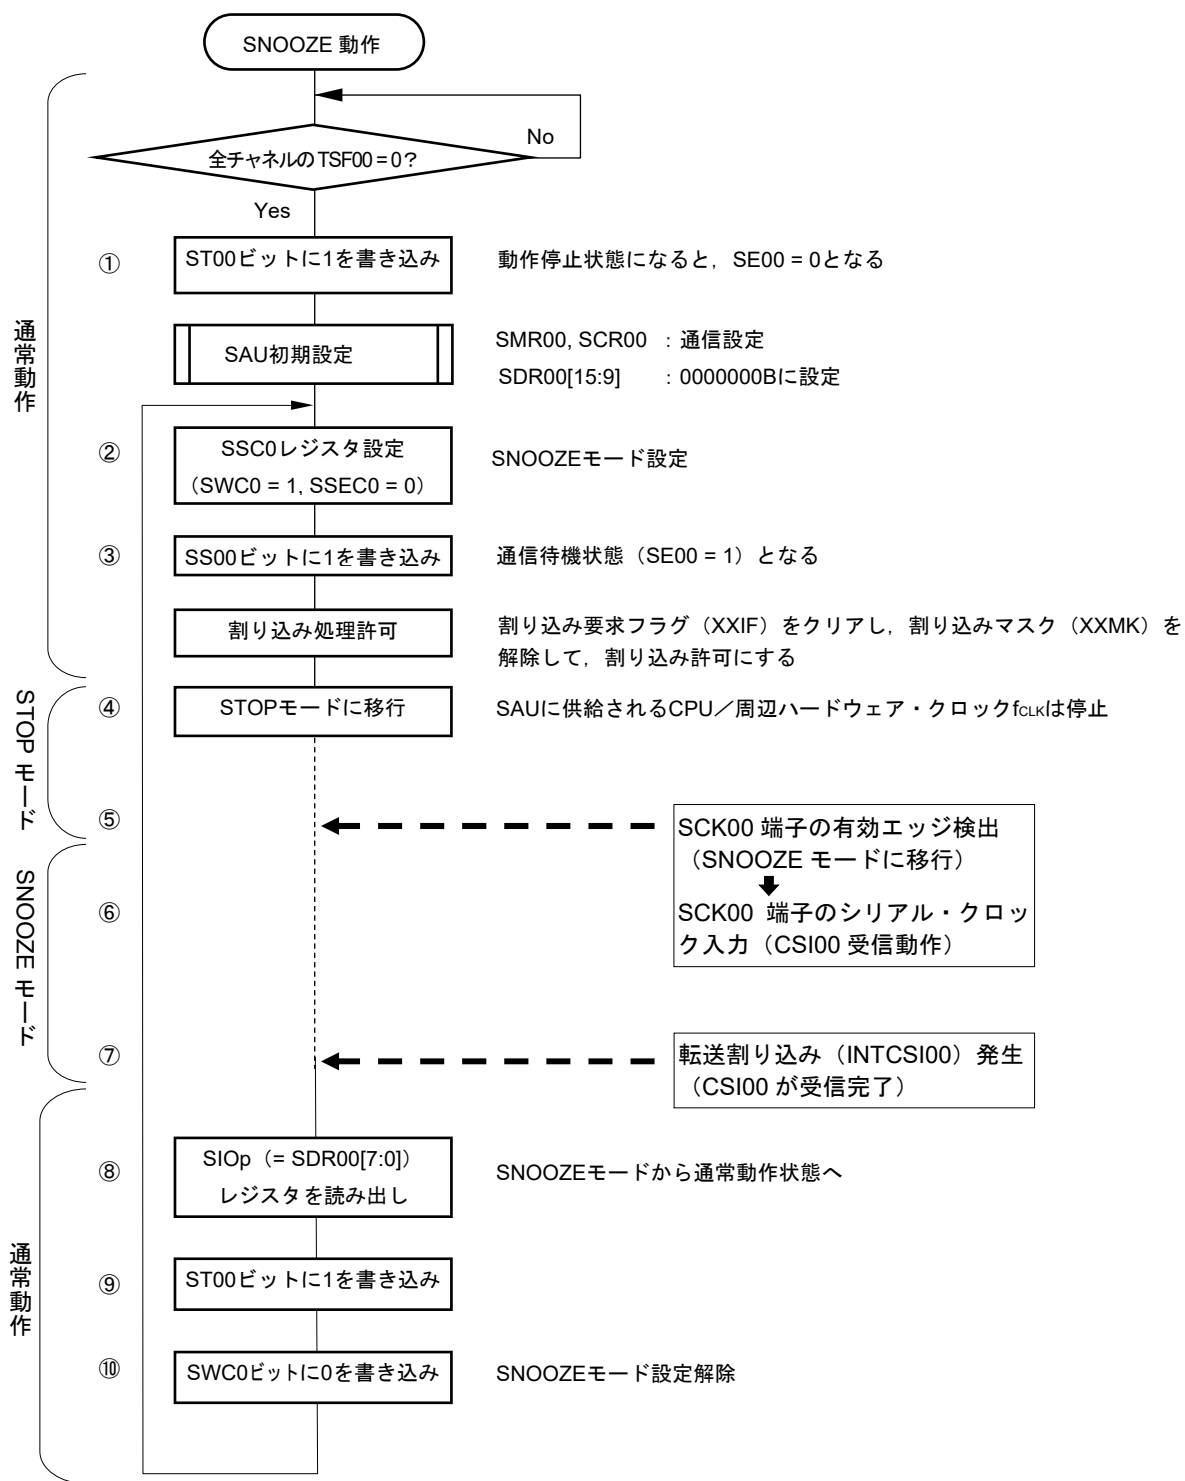 SNOOZE 動作
No
全チャネルのTSF00 = 0?
Yes
通常動作
① ST00ビットに1を書き込み 動作停止状態になると，SE00 = 0となる
SAU初期設定 SMR00, SCR00 ：通信設定
SDR00[15:9] ：0000000Bに設定
② SSC0レジスタ設定 SNOOZEモード設定
（SWC0 = 1, SSEC0 = 0）
③ SS00ビットに1を書き込み 通信待機状態（SE00 = 1）となる
割り込み処理許可 割り込み要求フラグ（XXIF）をクリアし，割り込みマスク（XXMK）を
解除して，割り込み許可にする
STOP モード
④ STOPモードに移行 SAUに供給されるCPU／周辺ハードウェア・クロックfCLKは停止
⑤ SCK00 端子の有効エッジ検出
（SNOOZE モードに移行）
SNOOZE モード
⑥ SCK00 端子のシリアル・クロッ
ク入力（CSI00 受信動作）
⑦ 転送割り込み（INTCSI00）発生
（CSI00 が受信完了）
通常動作
⑧ SIOp（= SDR00[7:0]） SNOOZEモードから通常動作状態へ
レジスタを読み出し
⑨ ST00ビットに1を書き込み
⑩ SWC0ビットに0を書き込み SNOOZEモード設定解除